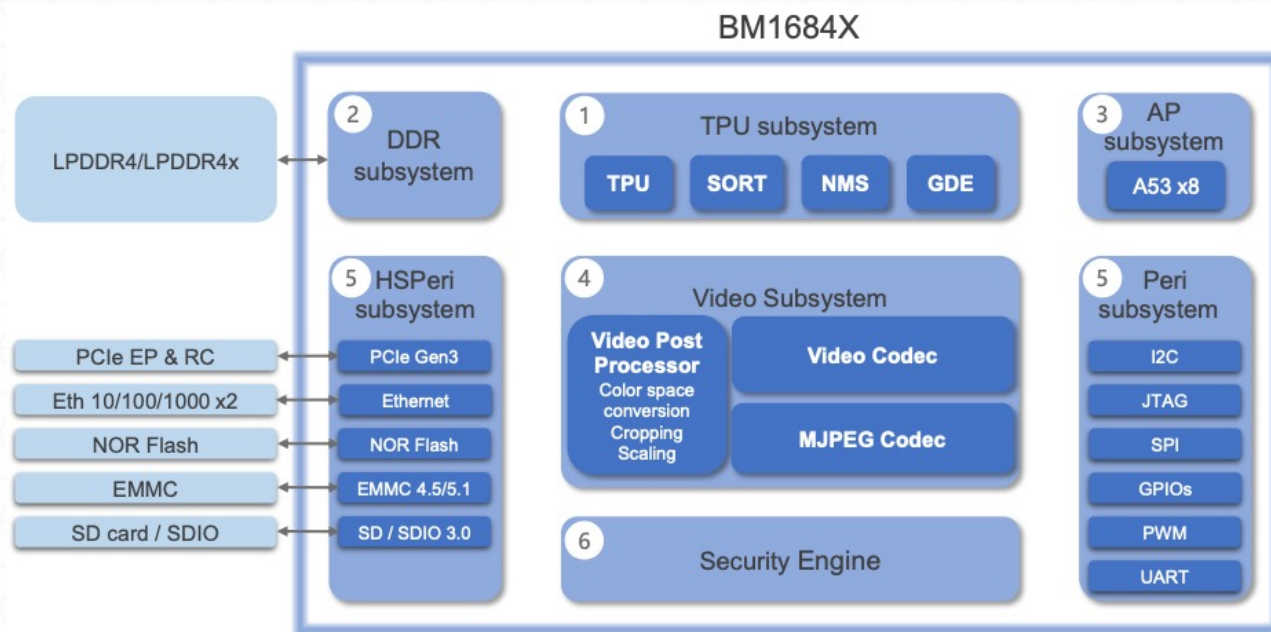 BM1684X
LPDDR4/LPDDR4x
2
DDR
subsystem
1
TPU subsystem
TPU
SORT
NMS
GDE
3
AP
subsystem
A53 x8
5
HSPeri
subsystem
PCIe EP & RC
PCIe Gen3
Eth 10/100/1000 x2
Ethernet
NOR Flash
NOR Flash
EMMC
EMMC 4.5/5.1
SD card / SDIO
SD / SDIO 3.0
4
Video Subsystem
Video Post
Processor
Color space
conversion
Cropping
Scaling
Video Codec
MJPEG Codec
6
Security Engine
5
Peri
subsystem
I2C
JTAG
SPI
GPIOs
PWM
UART